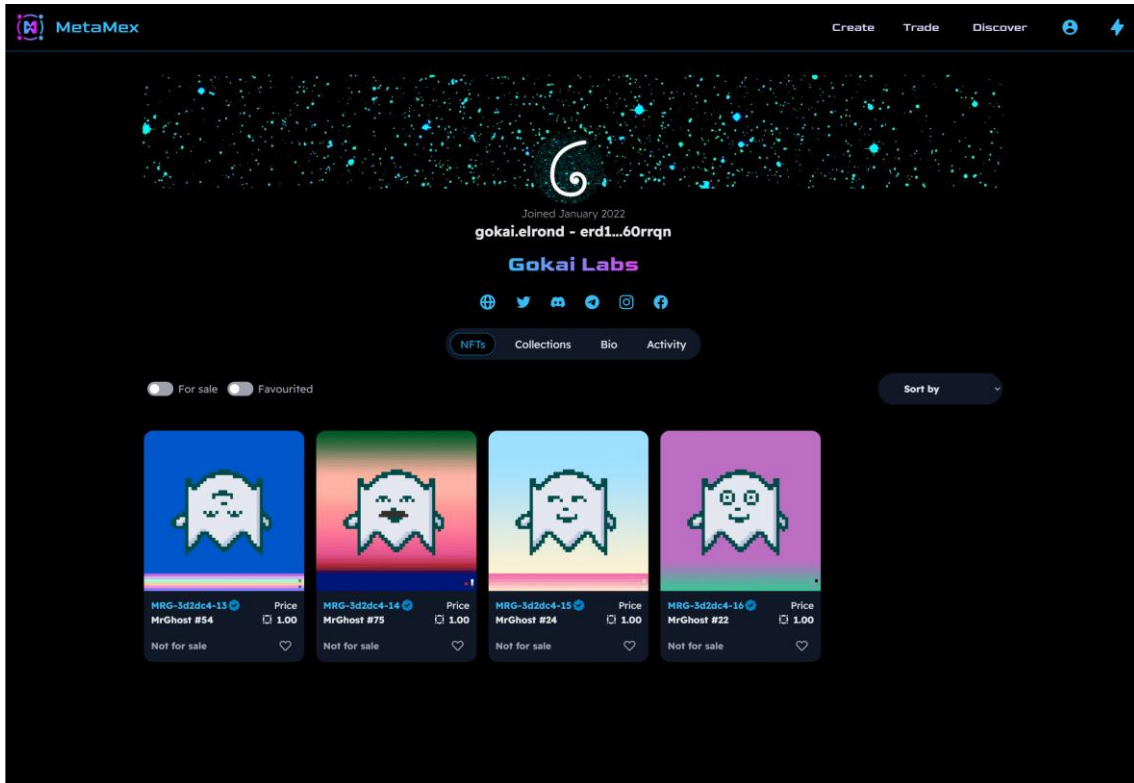 MetaMex
Create Trade Discover
Joined January 2022
gokai.elrond - erd1...60rrqn
Gokai Labs
NFTs Collections Bio Activity
For sale Favourited Sort by
MRG-3d2dc4-13 Price
MrGhost #54 1.00
Not for sale
MRG-3d2dc4-14 Price
MrGhost #75 1.00
Not for sale
MRG-3d2dc4-15 Price
MrGhost #24 1.00
Not for sale
MRG-3d2dc4-16 Price
MrGhost #22 1.00
Not for sale